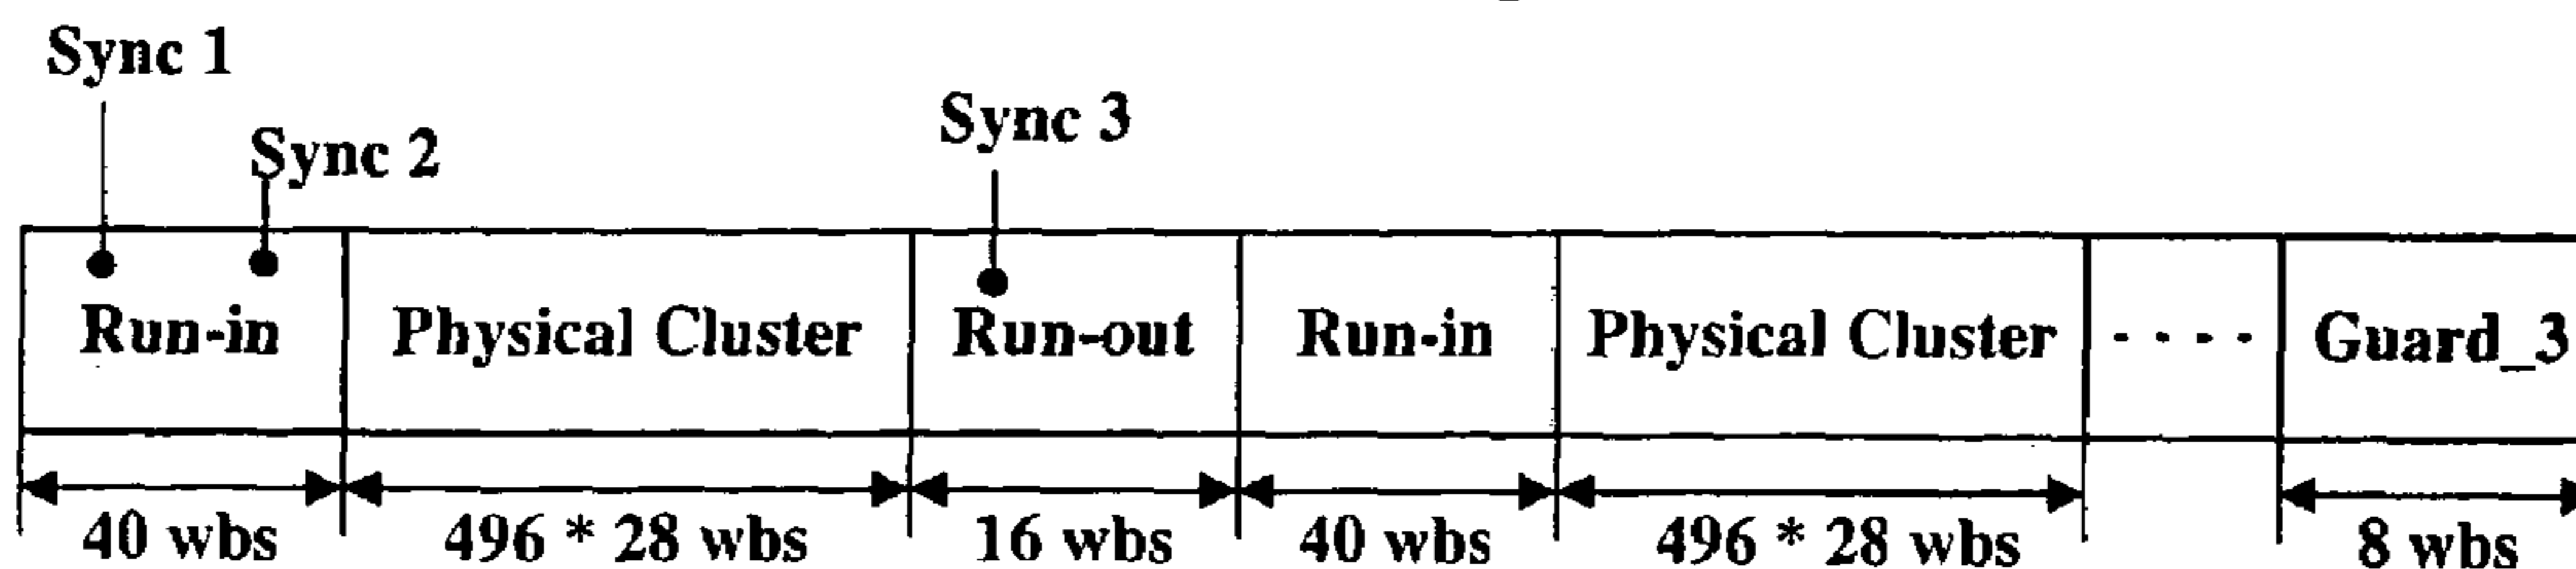 Sync 1
Sync 2
Sync 3
Run-in
Physical Cluster
Run-out
Run-in
Physical Cluster
. . . .
Guard_3
40 wbs
496 * 28 wbs
16 wbs
40 wbs
496 * 28 wbs
8 wbs